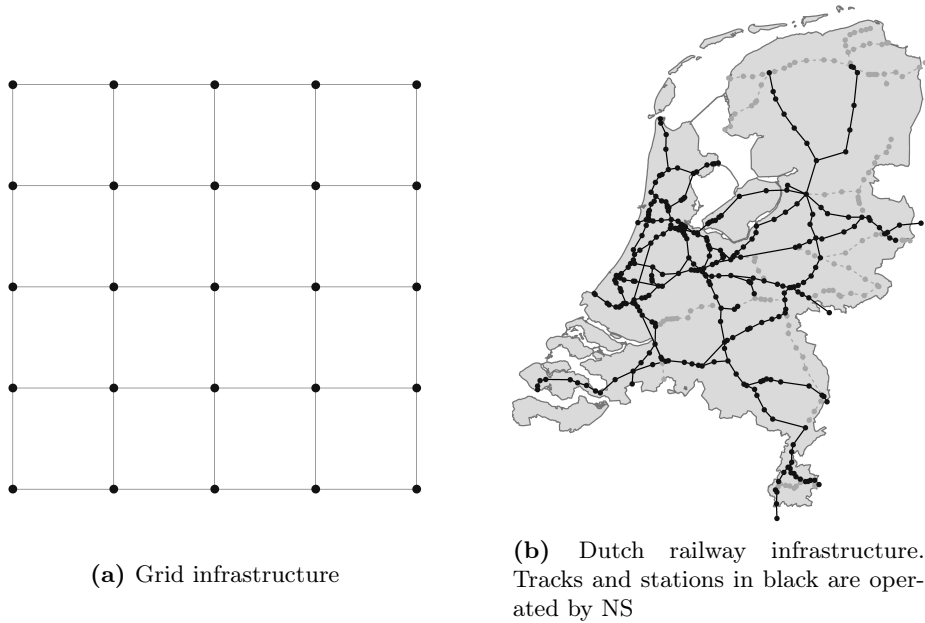 (a) Grid infrastructure
(b) Dutch railway infrastructure.
Tracks and stations in black are oper-
ated by NS